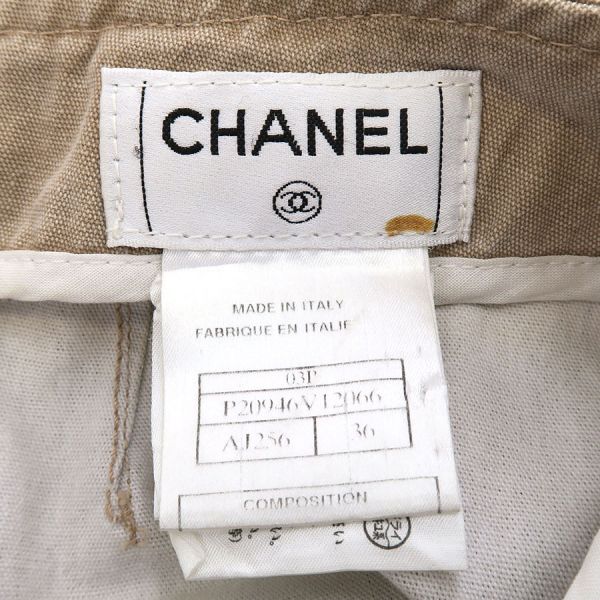 CHANEL
MADE IN ITALY
FABRIQUE EN ITALIE
03P
P20946V12066
AJ256 36
COMPOSITION